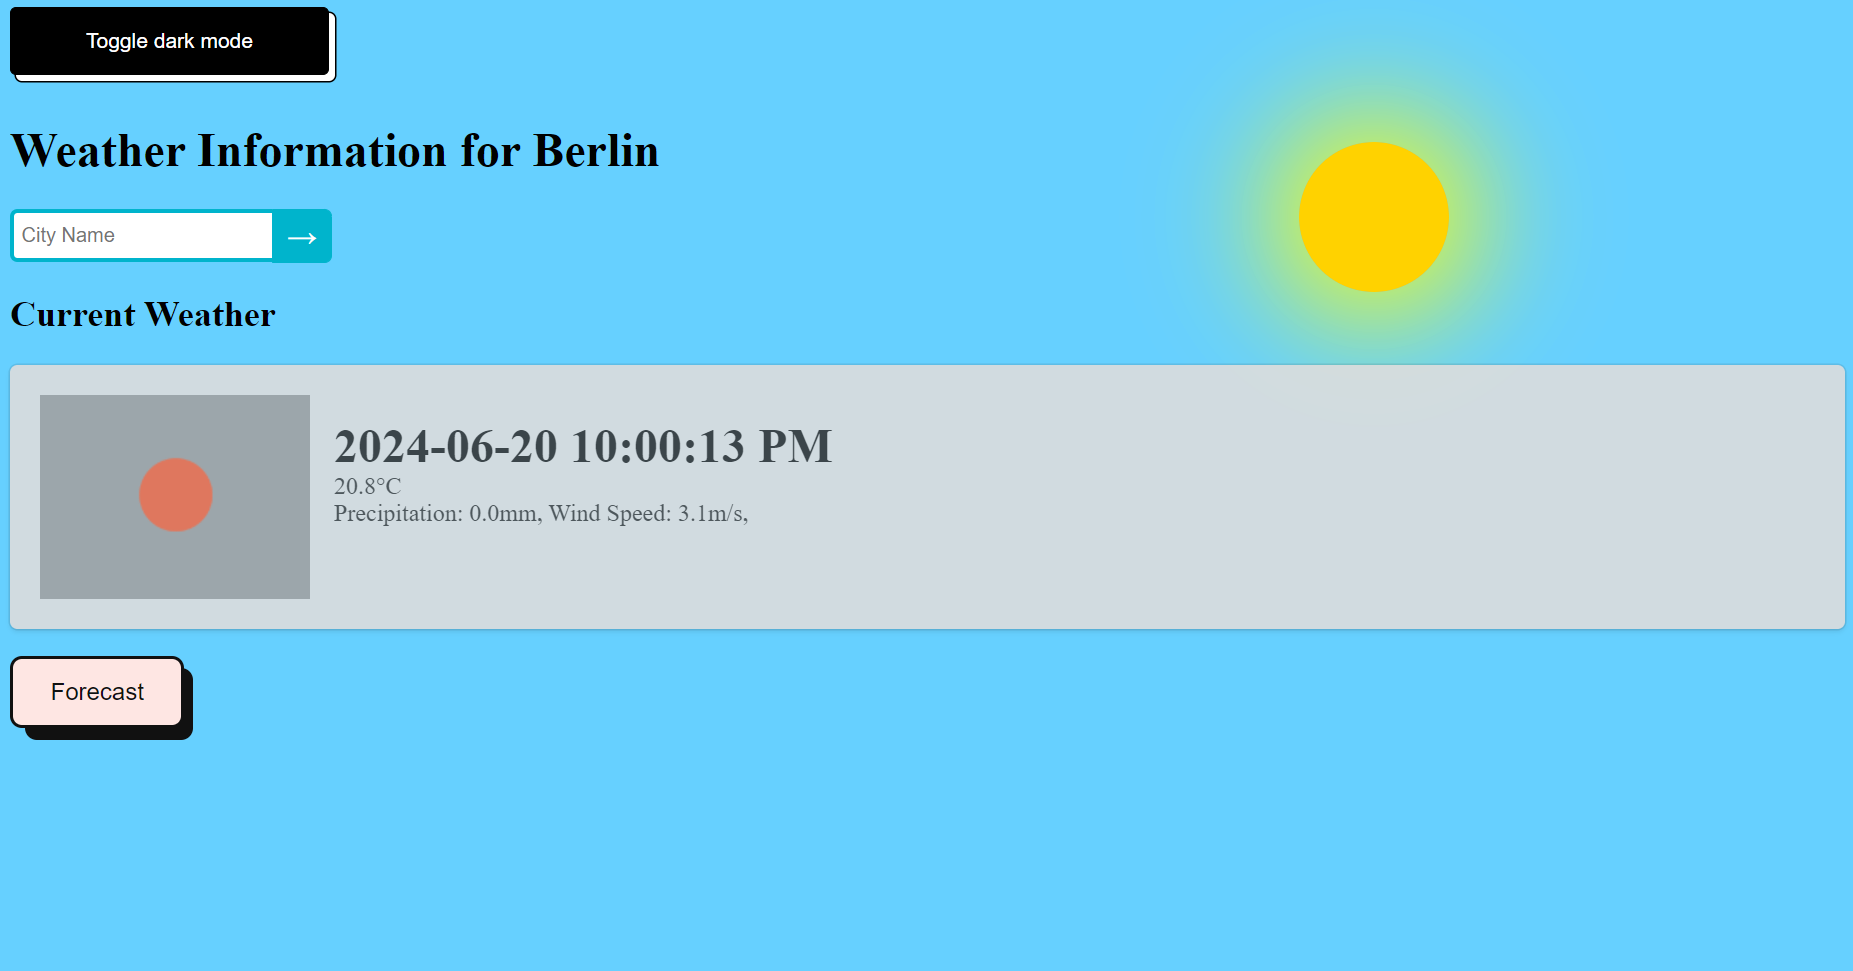 Toggle dark mode
Weather Information for Berlin
City Name
→
Current Weather
2024-06-20 10:00:13 PM
20.8°C
Precipitation: 0.0mm, Wind Speed: 3.1m/s,
Forecast